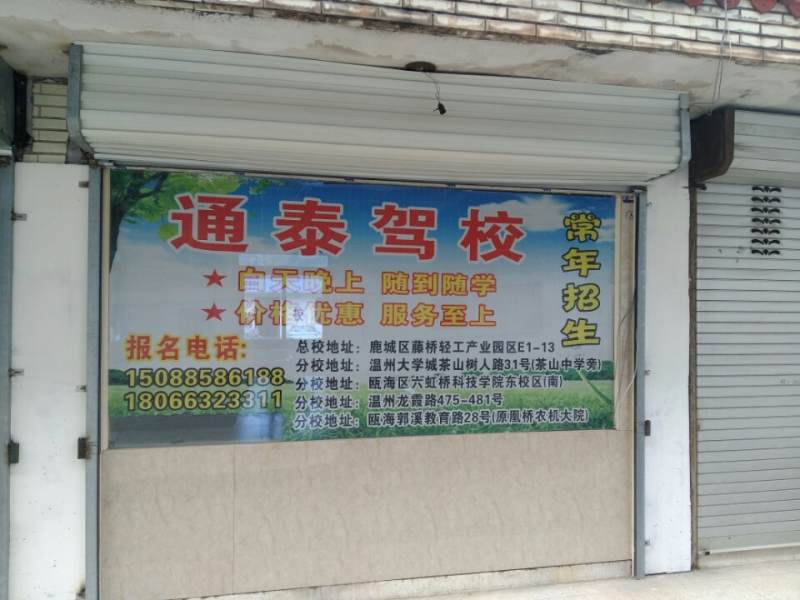 通泰驾校
常年招生
★ 白天晚上 随到随学
★ 价格优惠 服务至上
报名电话:
15088586188
18066323311
总校地址: 鹿城区藤桥轻工产业园区E1-13
分校地址: 温州大学城茶山树人路31号(茶山中学旁)
分校地址: 瓯海区六虹桥科技学院东校区(南)
分校地址: 温州龙霞路475-481号
分校地址: 瓯海郭溪教育路28号(原凰桥农机大院)